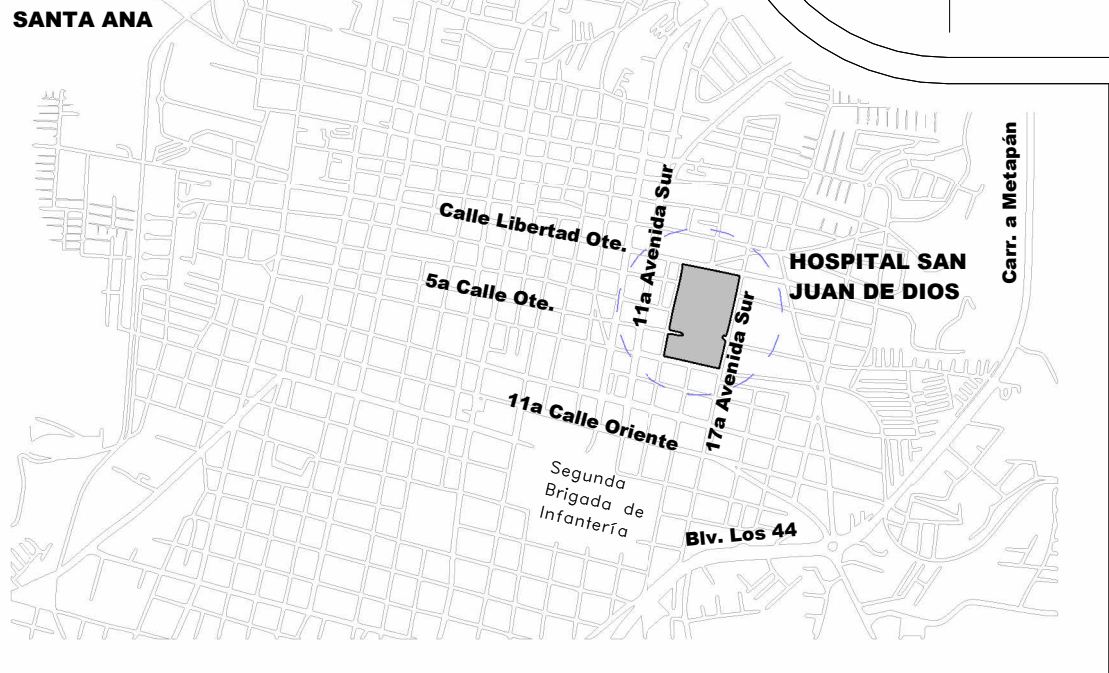 SANTA ANA
Carr. a Metapán
11a Avenida Sur
Calle Libertad Ote.
HOSPITAL SAN
JUAN DE DIOS
5a Calle Ote.
17a Avenida Sur
11a Calle Oriente
Segunda
Brigada de
Infantería
Blv. Los 44